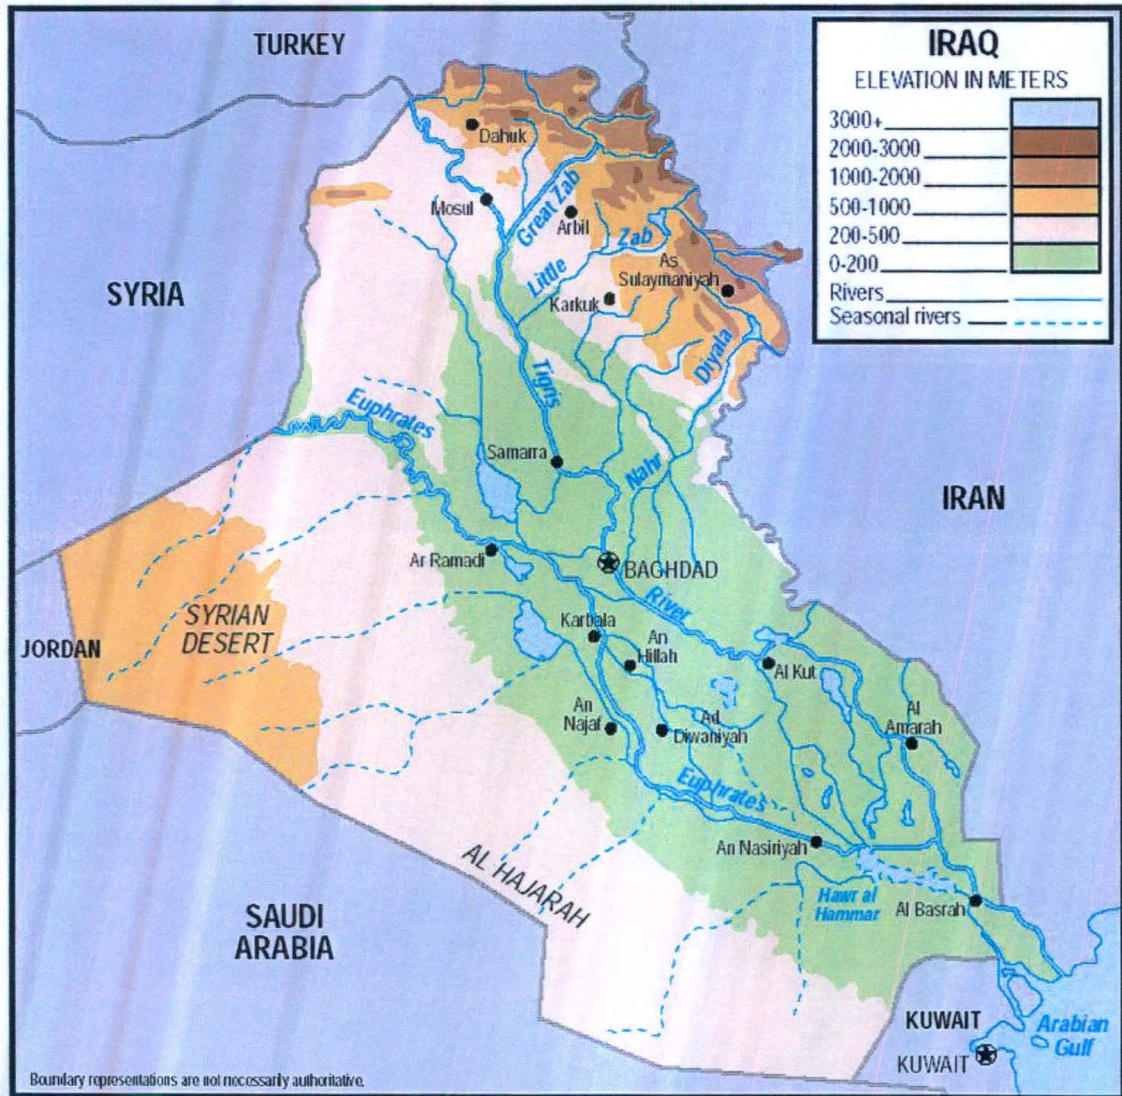 TURKEY
IRAQ
ELEVATION IN METERS
3000+
2000-3000
1000-2000
500-1000
200-500
0-200
Rivers
Seasonal rivers
Dahuk
Mosul
Great Zab
Arbil
Little Zab
As
Sulaymaniyah
Karkuk
SYRIA
Tigris
Diyala
Euphrates
Samarra
Nahr
IRAN
Ar Ramadi
BAGHDAD
River
SYRIAN
DESERT
JORDAN
Karbala
An
Hillah
Al Kut
An
Najaf
Ad
Diwaniyah
Al
Amarah
Euphrates
An Nasiriyah
AL HAJARAH
Hawr al
Hammar
Al Basrah
SAUDI
ARABIA
KUWAIT
KUWAIT
Arabian
Gulf
Boundary representations are not necessarily authoritative.